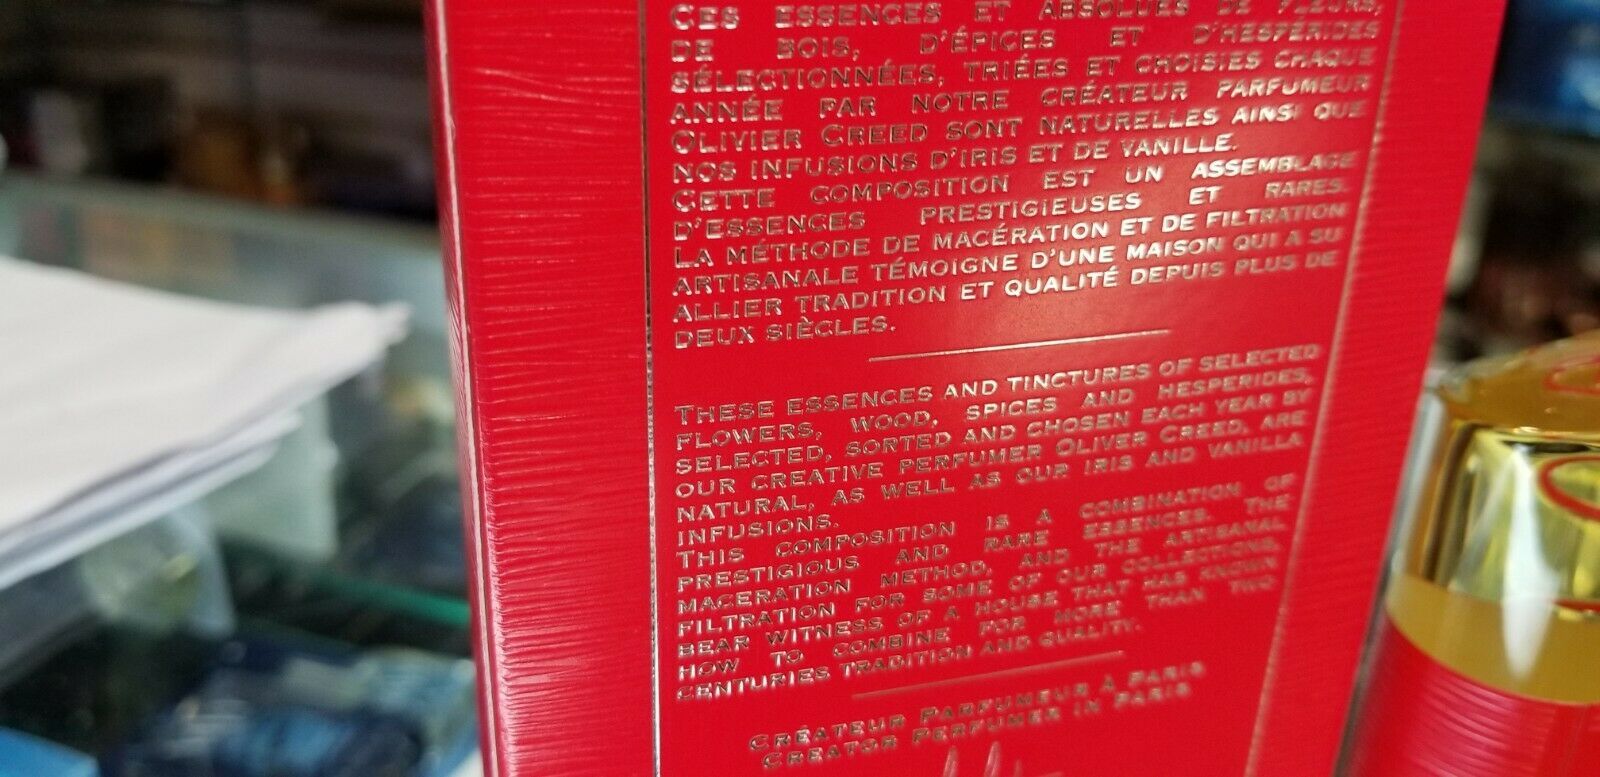 CES ESSENCES ET ABSOLUES DE FLEURS,
DE BOIS, D'ÉPICES ET D'HESPÉRIDES
SÉLECTIONNÉES, TRIÉES ET CHOISIES CHAQUE
ANNÉE PAR NOTRE CRÉATEUR PARFUMEUR
OLIVIER CREED SONT NATURELLES AINSI QUE
NOS INFUSIONS D'IRIS ET DE VANILLE.
CETTE COMPOSITION EST UN ASSEMBLAGE
D'ESSENCES PRESTIGIEUSES ET RARES.
LA MÉTHODE DE MACÉRATION ET DE FILTRATION
ARTISANALE TÉMOIGNE D'UNE MAISON QUI A SU
ALLIER TRADITION ET QUALITÉ DEPUIS PLUS DE
DEUX SIÈCLES.
THESE ESSENCES AND TINCTURES OF SELECTED
FLOWERS, WOOD, SPICES AND HESPERIDES,
SELECTED, SORTED AND CHOSEN EACH YEAR BY
OUR CREATIVE PERFUMER OLIVER CREED, ARE
NATURAL, AS WELL AS OUR IRIS AND VANILLA
INFUSIONS.
THIS COMPOSITION IS A COMBINATION OF
PRESTIGIOUS AND RARE ESSENCES. THE
MACERATION METHOD, AND THE ARTISANAL
FILTRATION FOR SOME OF OUR COLLECTIONS,
BEAR WITNESS OF A HOUSE THAT HAS KNOWN
HOW TO COMBINE FOR MORE THAN TWO
CENTURIES TRADITION AND QUALITY.
CRÉATEUR PARFUMEUR À PARIS
CREATOR PERFUMER IN PARIS